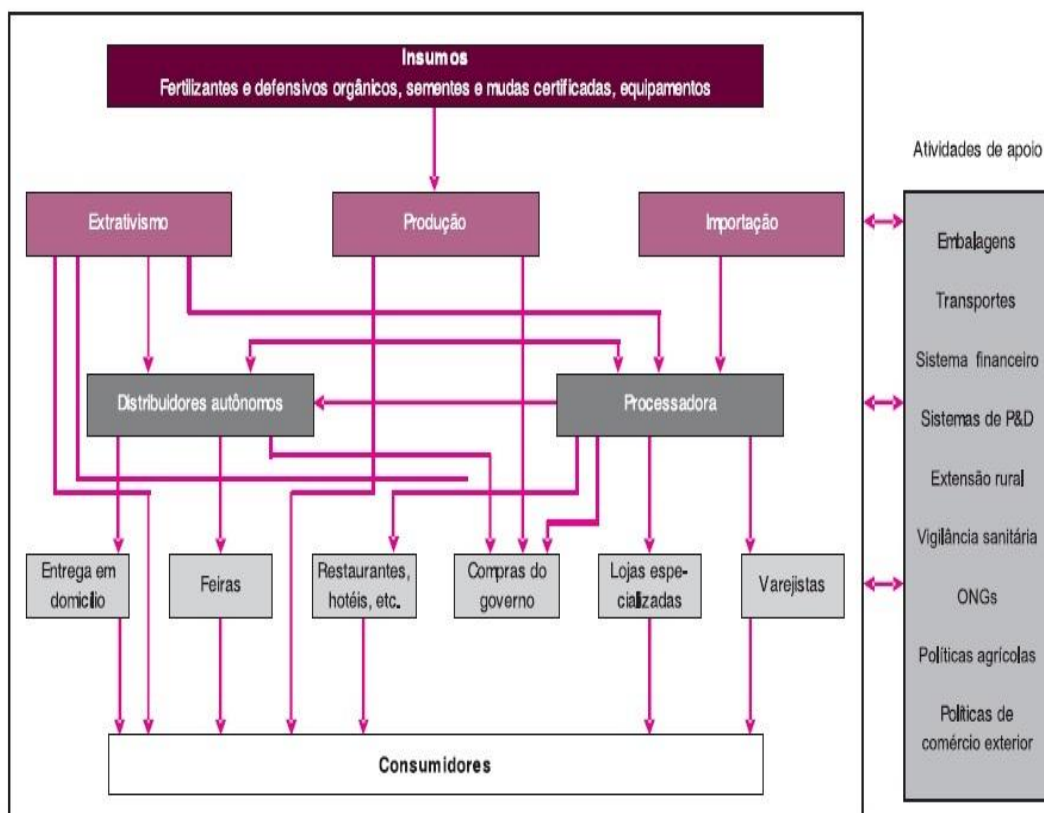 Insumos
Fertilizantes e defensivos orgânicos, sementes e mudas certificadas, equipamentos
Atividades de apoio
Extrativismo
Produção
Importação
Embalagens
Transportes
Sistema financeiro
Distribuidores autônomos
Processadora
Sistemas de P&D
Extensão rural
Vigilância sanitária
Entrega em
domicílio
Feiras
Restaurantes,
hotéis, etc.
Compras do
governo
Lojas espe-
cializadas
Varejistas
ONGs
Políticas agrícolas
Políticas de
comércio exterior
Consumidores